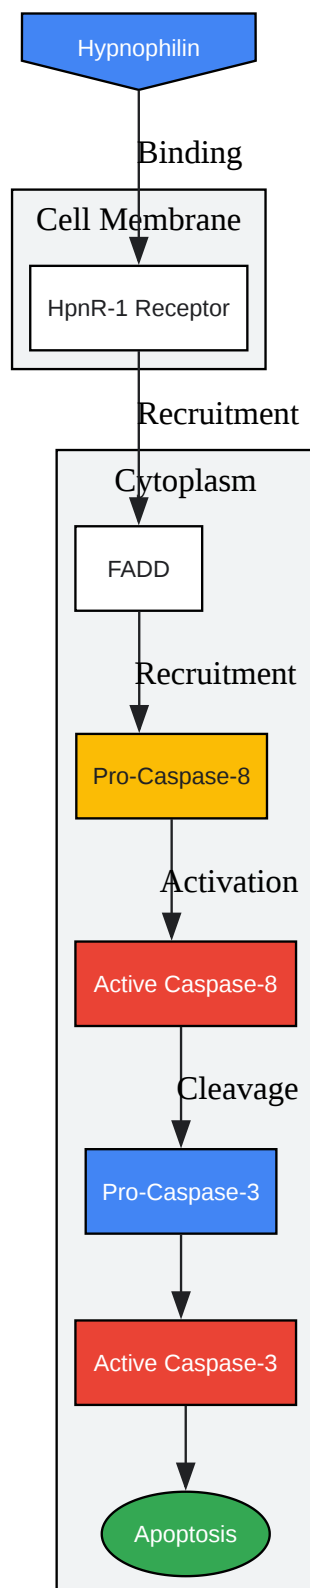 Hypnophilin
Binding
Cell Membrane
HpnR-1 Receptor
Recruitment
Cytoplasm
FADD
Recruitment
Pro-Caspase-8
Activation
Active Caspase-8
Cleavage
Pro-Caspase-3
Active Caspase-3
Apoptosis